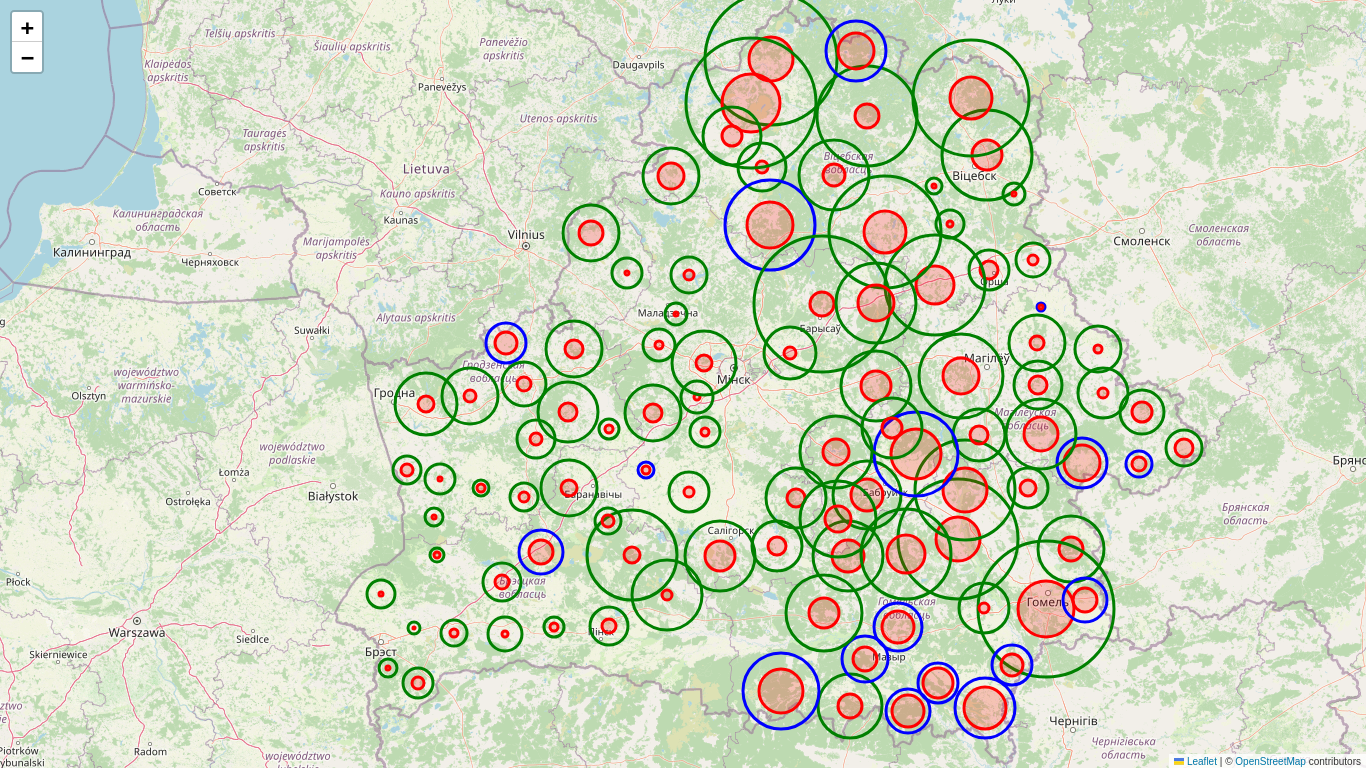 +
−
Луки
Telšių apskritis
Šiaulių apskritis
Panevėžio
apskritis
Klaipėdos
apskritis
Daugavpils
Panevėžys
Utenos apskritis
Tauragės
apskritis
Lietuva
Віцебская
вобласць
Віцебск
Советск
Kauno apskritis
Калининградская
область
Kaunas
Vilnius
Калининград
Marijampolės
apskritis
Черняховск
Смоленск
Смоленская
область
Орша
Alytaus apskritis
Маладзечна
Suwałki
Барысаў
Гродзенская
вобласць
Магілёў
Мінск
województwo
warmińsko-
mazurskie
Olsztyn
Гродна
Магілёўская
вобласць
województwo
podlaskie
Брян
Łomża
Białystok
Ostrołęka
Баранавічы
Бабруйск
Брянская
область
Салігорск
Płock
Брэсцкая
вобласць
Гомельская
вобласць
Гомель
Warszawa
Siedlce
Пінск
Брэст
Skierniewice
Мазыр
Чернігів
Piotrków
Trybunalski
Radom
województwo
Чернігівська
область
Leaflet | © OpenStreetMap contributors